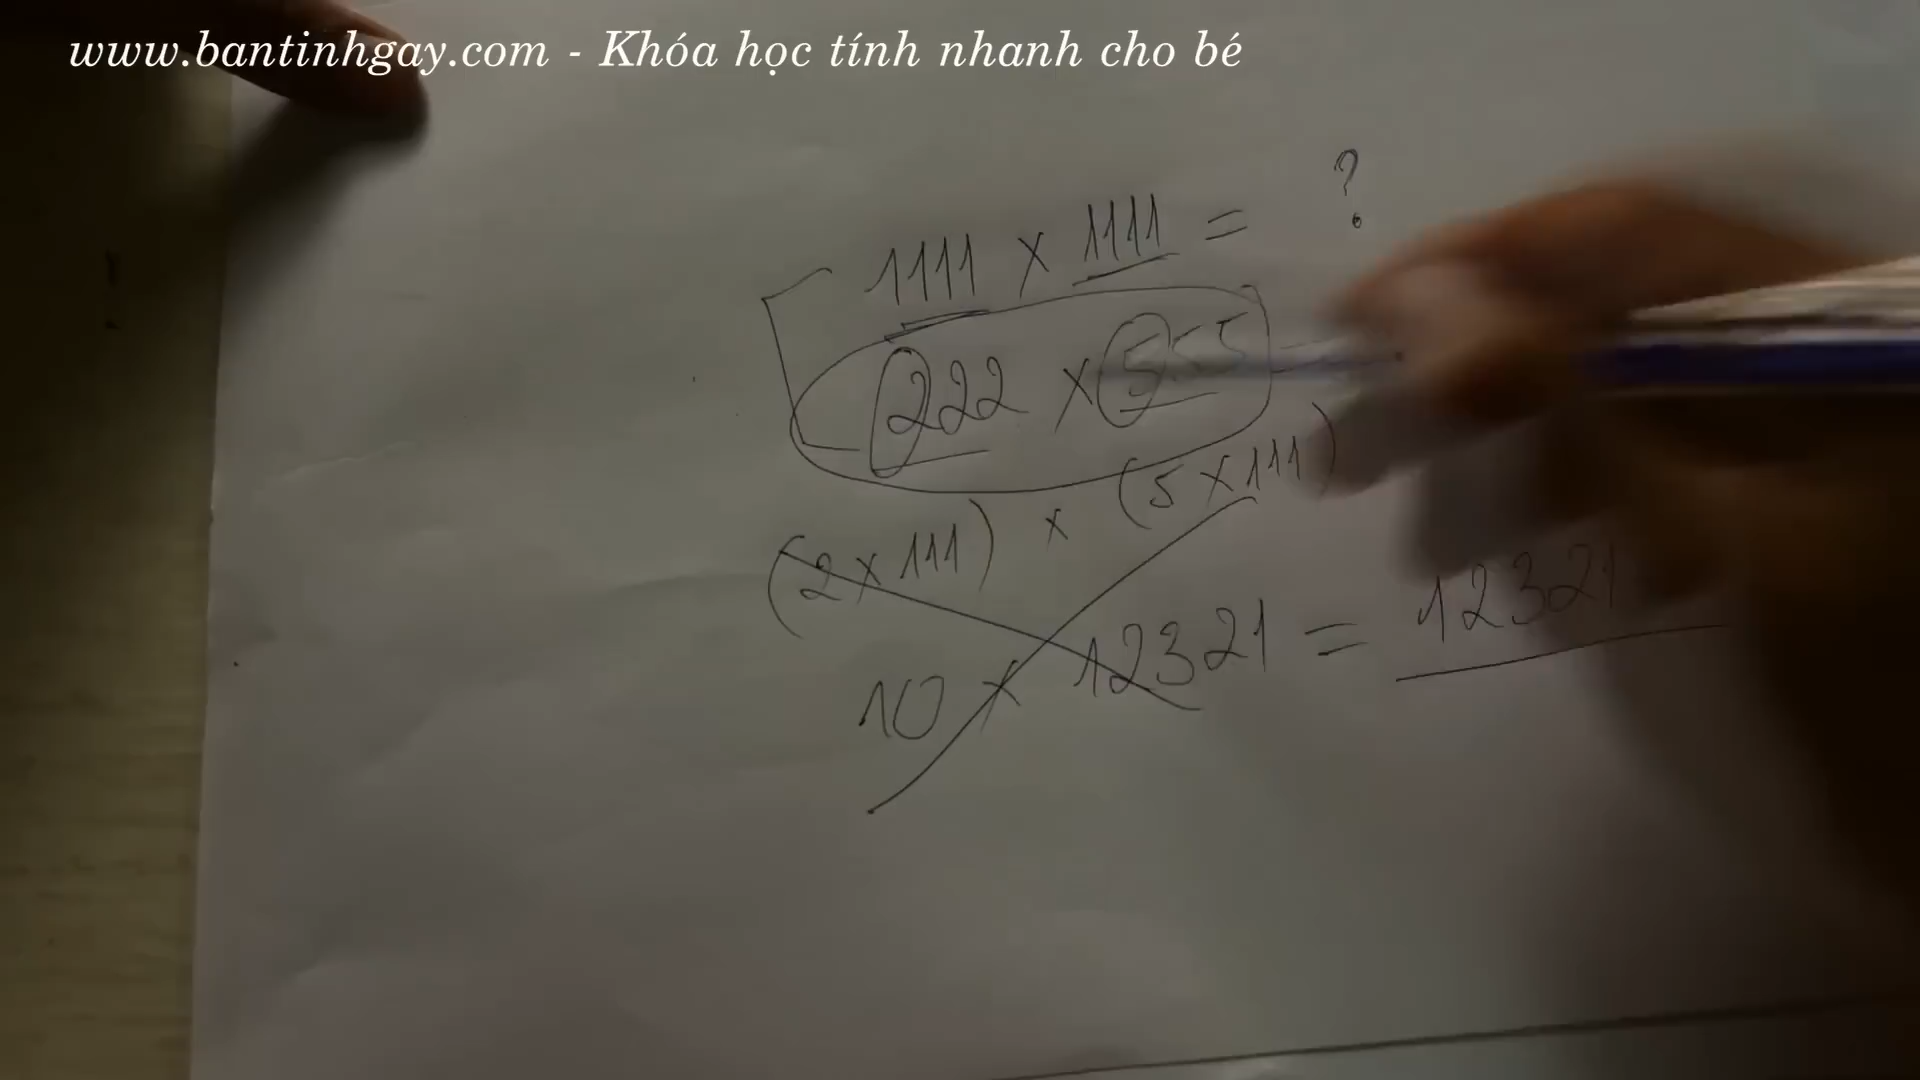 www.bantinhgay.com - Khóa học tính nhanh cho bé
1111 x 1111 = ?
222 x 555
(2 x 111) x (5 x 111)
10 x 12321 = 12321